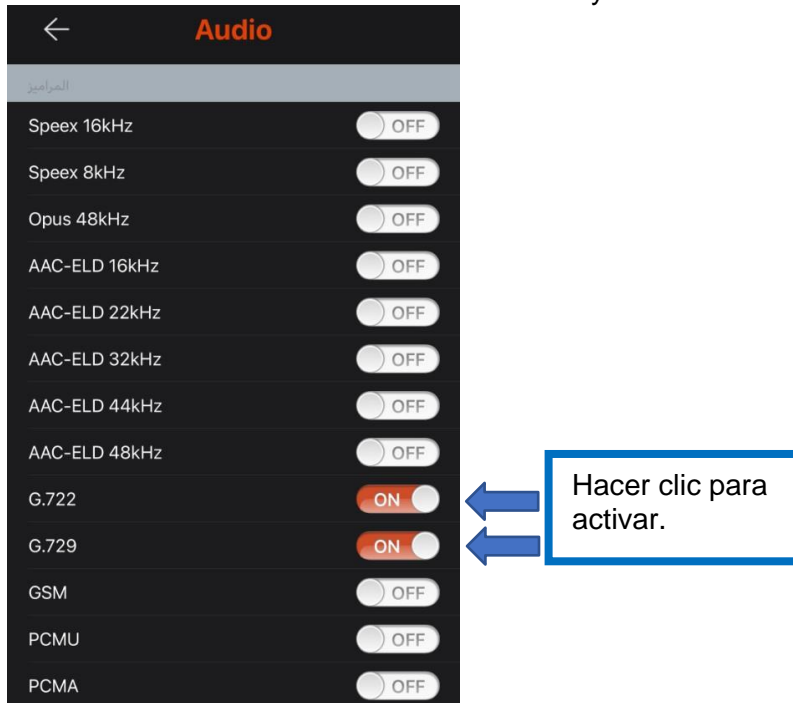 y
Audio
المراميز
Speex 16kHz OFF
Speex 8kHz OFF
Opus 48kHz OFF
AAC-ELD 16kHz OFF
AAC-ELD 22kHz OFF
AAC-ELD 32kHz OFF
AAC-ELD 44kHz OFF
AAC-ELD 48kHz OFF
G.722 ON
G.729 ON
GSM OFF
PCMU OFF
PCMA OFF
Hacer clic para
activar.